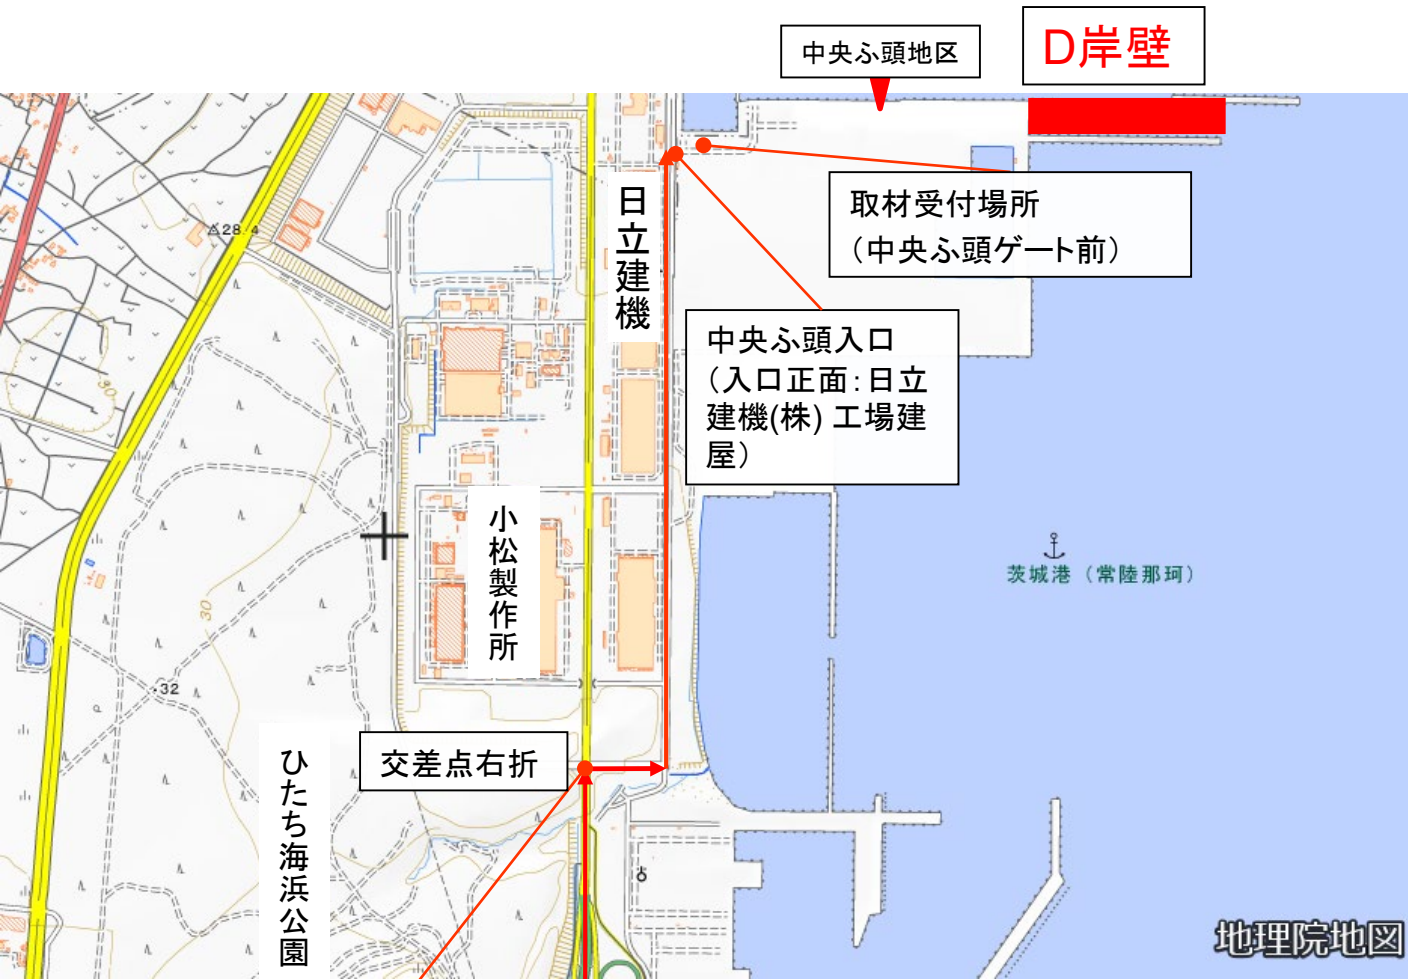 中央ふ頭地区
D岸壁
取材受付場所
（中央ふ頭ゲート前）
日立建機
28.4
中央ふ頭入口
（入口正面：日立
建機(株) 工場建
屋）
30
小松製作所
茨城港（常陸那珂）
30
32
交差点右折
ひたち海浜公園
地理院地図